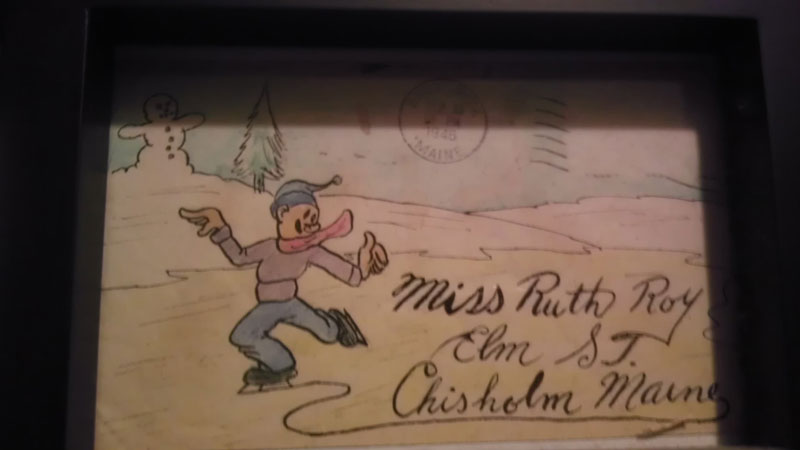 1946
MAINE
Miss Ruth Roy
Elm ST.
Chisholm Maine